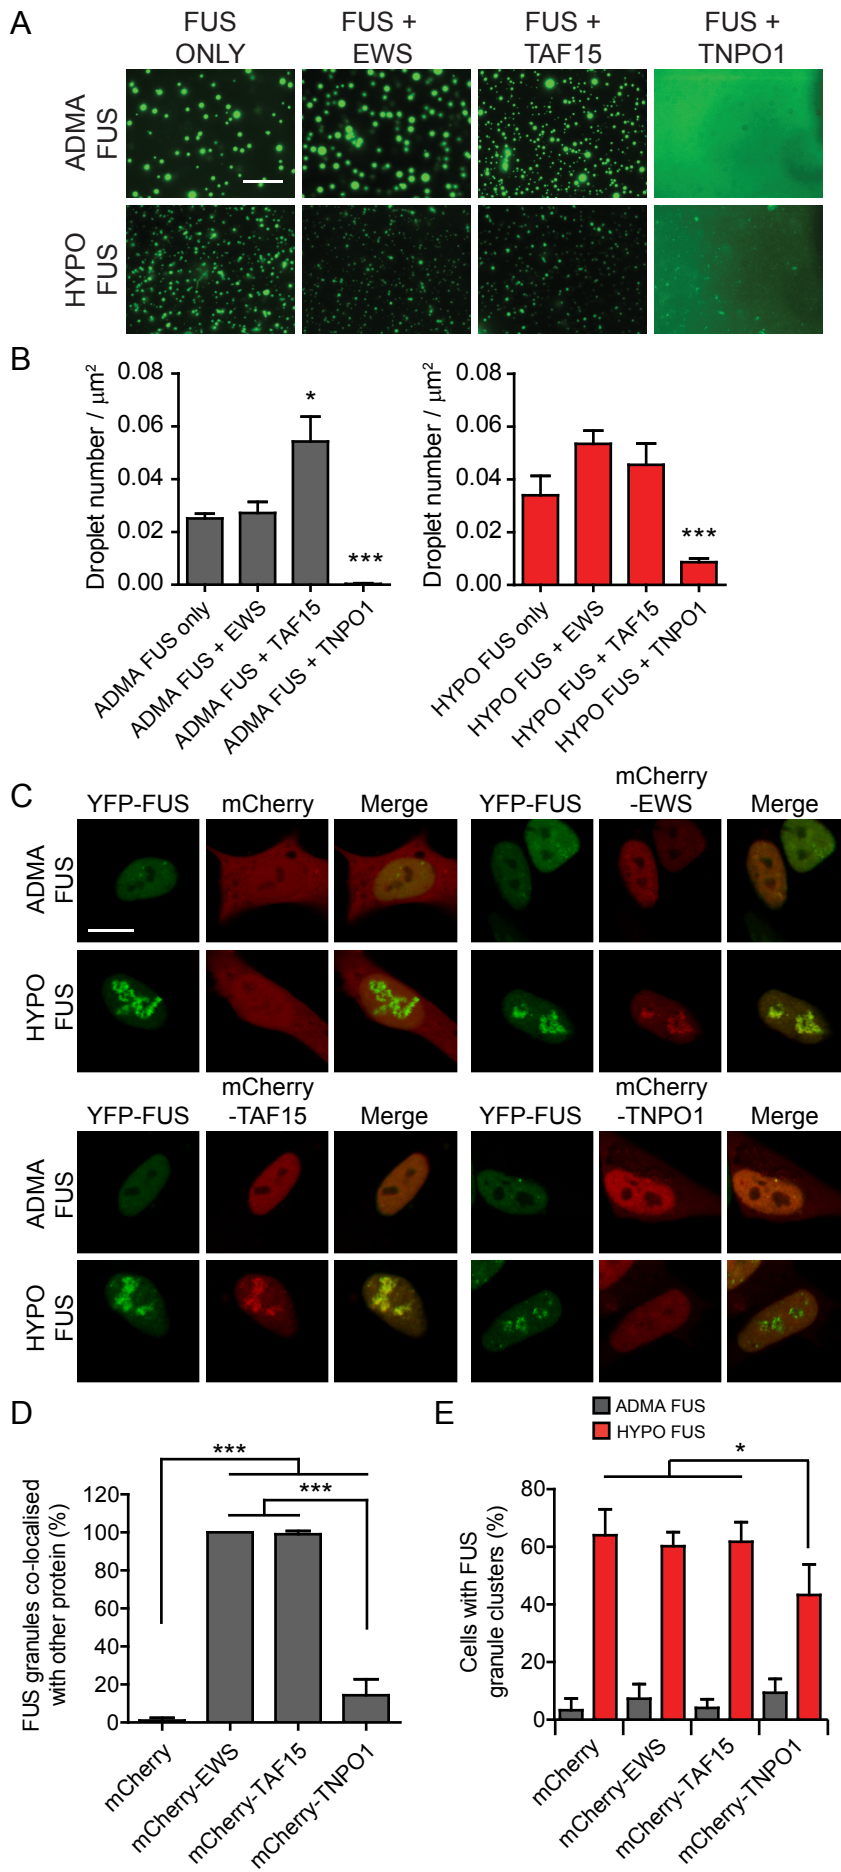 A
FUS ONLY
FUS + EWS
FUS + TAF15
FUS + TNPO1
ADMA FUS
HYPO FUS
B
Droplet number / μm²
0.08
0.06
0.04
0.02
0.00
*
***
ADMA FUS only
ADMA FUS + EWS
ADMA FUS + TAF15
ADMA FUS + TNPO1
Droplet number / μm²
0.08
0.06
0.04
0.02
0.00
***
HYPO FUS only
HYPO FUS + EWS
HYPO FUS + TAF15
HYPO FUS + TNPO1
C
YFP-FUS
mCherry
Merge
YFP-FUS
mCherry -EWS
Merge
ADMA FUS
HYPO FUS
YFP-FUS
mCherry -TAF15
Merge
YFP-FUS
mCherry -TNPO1
Merge
ADMA FUS
HYPO FUS
D
***
***
FUS granules co-localised
with other protein (%)
120
100
80
60
40
20
0
mCherry
mCherry-EWS
mCherry-TAF15
mCherry-TNPO1
E
ADMA FUS
HYPO FUS
*
Cells with FUS
granule clusters (%)
80
60
40
20
0
mCherry
mCherry-EWS
mCherry-TAF15
mCherry-TNPO1